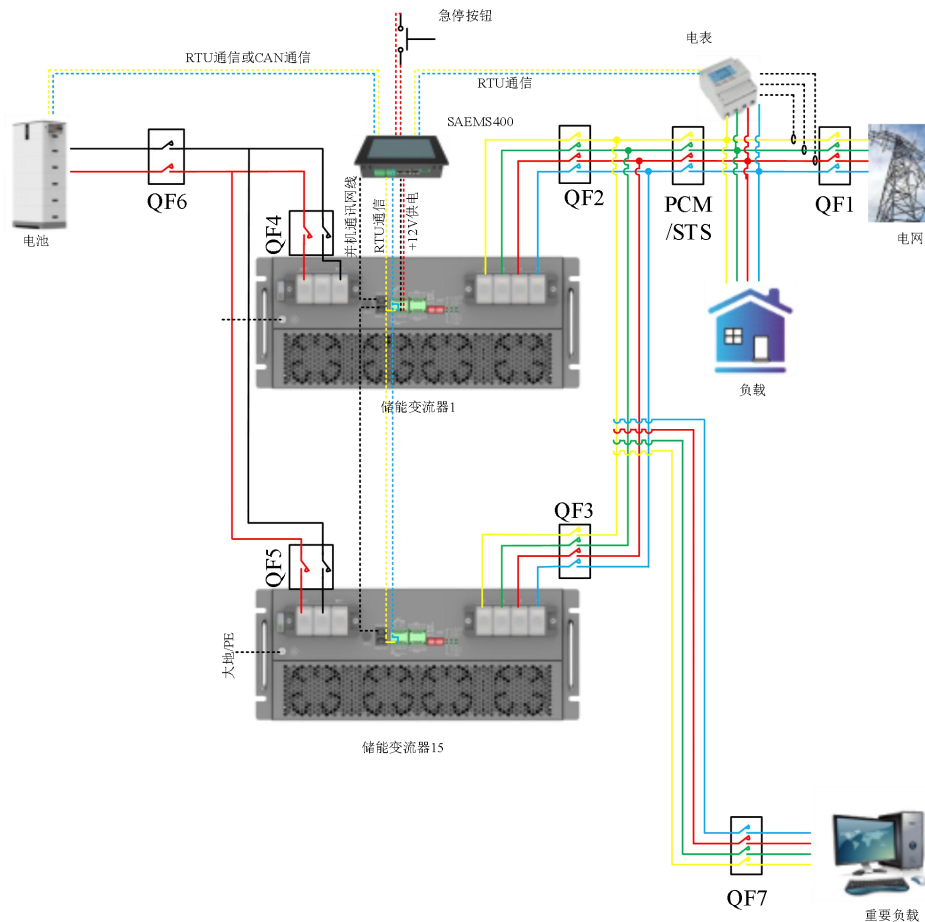 急停按钮
电表
RTU通信或CAN通信
RTU通信
SAEMS400
QF6
QF4
并机通讯网线
RTU通信
+12V供电
QF2
PCM
/STS
QF1
电池
电网
负载
储能变流器1
QF3
QF5
大地/PE
储能变流器15
QF7
重要负载